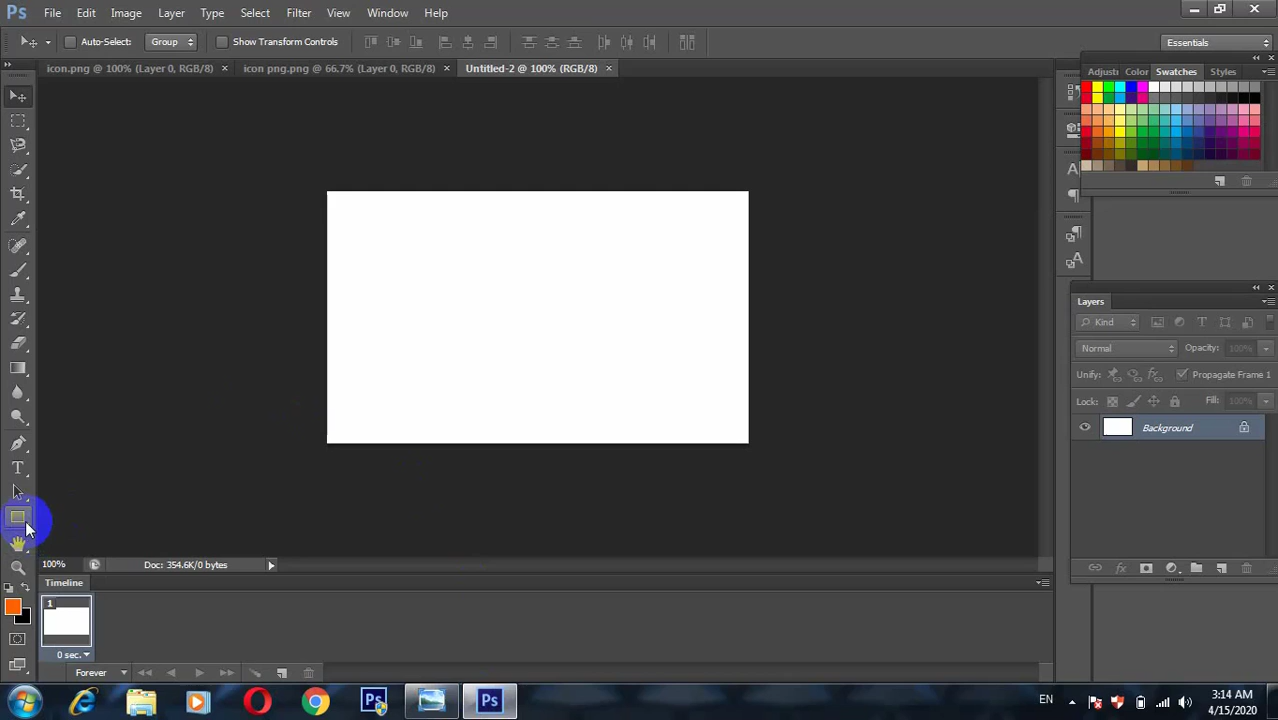 Ps File Edit Image Layer Type Select Filter View Window Help
Auto-Select: Group Show Transform Controls Essentials
icon.png @ 100% (Layer 0, RGB/8) × icon png.png @ 66.7% (Layer 0, RGB/8) × Untitled-2 @ 100% (RGB/8) ×
Adjustr Color Swatches Styles
Layers
Kind
Normal Opacity: 100%
Unify: Propagate Frame 1
Lock: Fill: 100%
Background
100% Doc: 354.6K/0 bytes
Timeline
1
0 sec.
Forever
EN 3:14 AM
4/15/2020